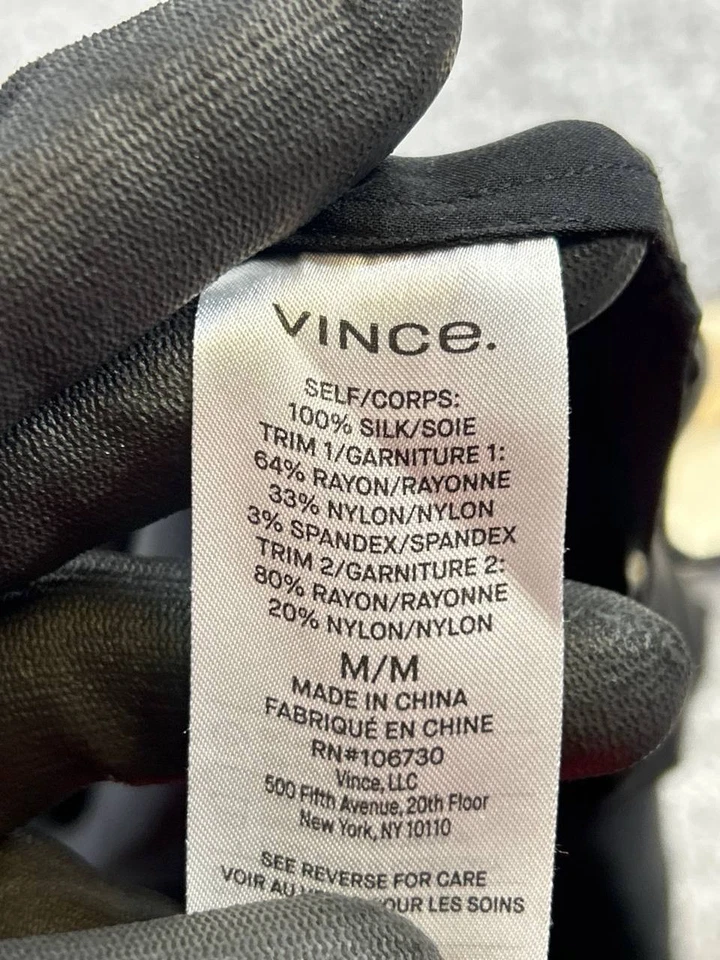 VINCe.
SELF/CORPS:
100% SILK/SOIE
TRIM 1/GARNITURE 1:
64% RAYON/RAYONNE
33% NYLON/NYLON
3% SPANDEX/SPANDEX
TRIM 2/GARNITURE 2:
80% RAYON/RAYONNE
20% NYLON/NYLON
M/M
MADE IN CHINA
FABRIQUÉ EN CHINE
RN#106730
Vince, LLC
500 Fifth Avenue, 20th Floor
New York, NY 10110
SEE REVERSE FOR CARE
VOIR AU LES SOINS